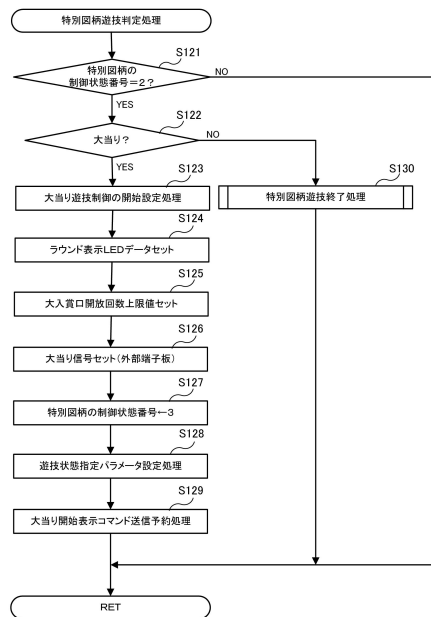 特別図柄遊技判定処理
S121
特別図柄の
制御状態番号=2?
NO
YES
S122
大当り?
NO
YES
S123
大当り遊技制御の開始設定処理
S130
特別図柄遊技終了処理
S124
ラウンド表示LEDデータセット
S125
大入賞口開放回数上限値セット
S126
大当り信号セット(外部端子板)
S127
特別図柄の制御状態番号←3
S128
遊技状態指定パラメータ設定処理
S129
大当り開始表示コマンド送信予約処理
RET